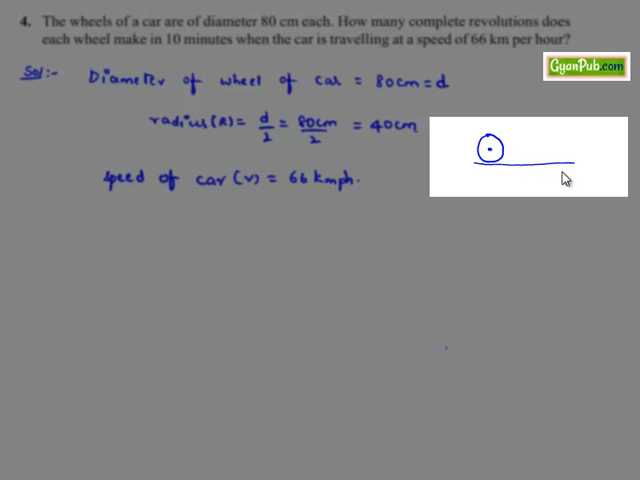 4. The wheels of a car are of diameter 80 cm each. How many complete revolutions does
each wheel make in 10 minutes when the car is travelling at a speed of 66 km per hour?
GyanPub.com
Sol:- Diameter of wheel of car = 80cm = d
radius(R) = d/2 = 80cm/2 = 40cm
speed of car (v) = 66 kmph.